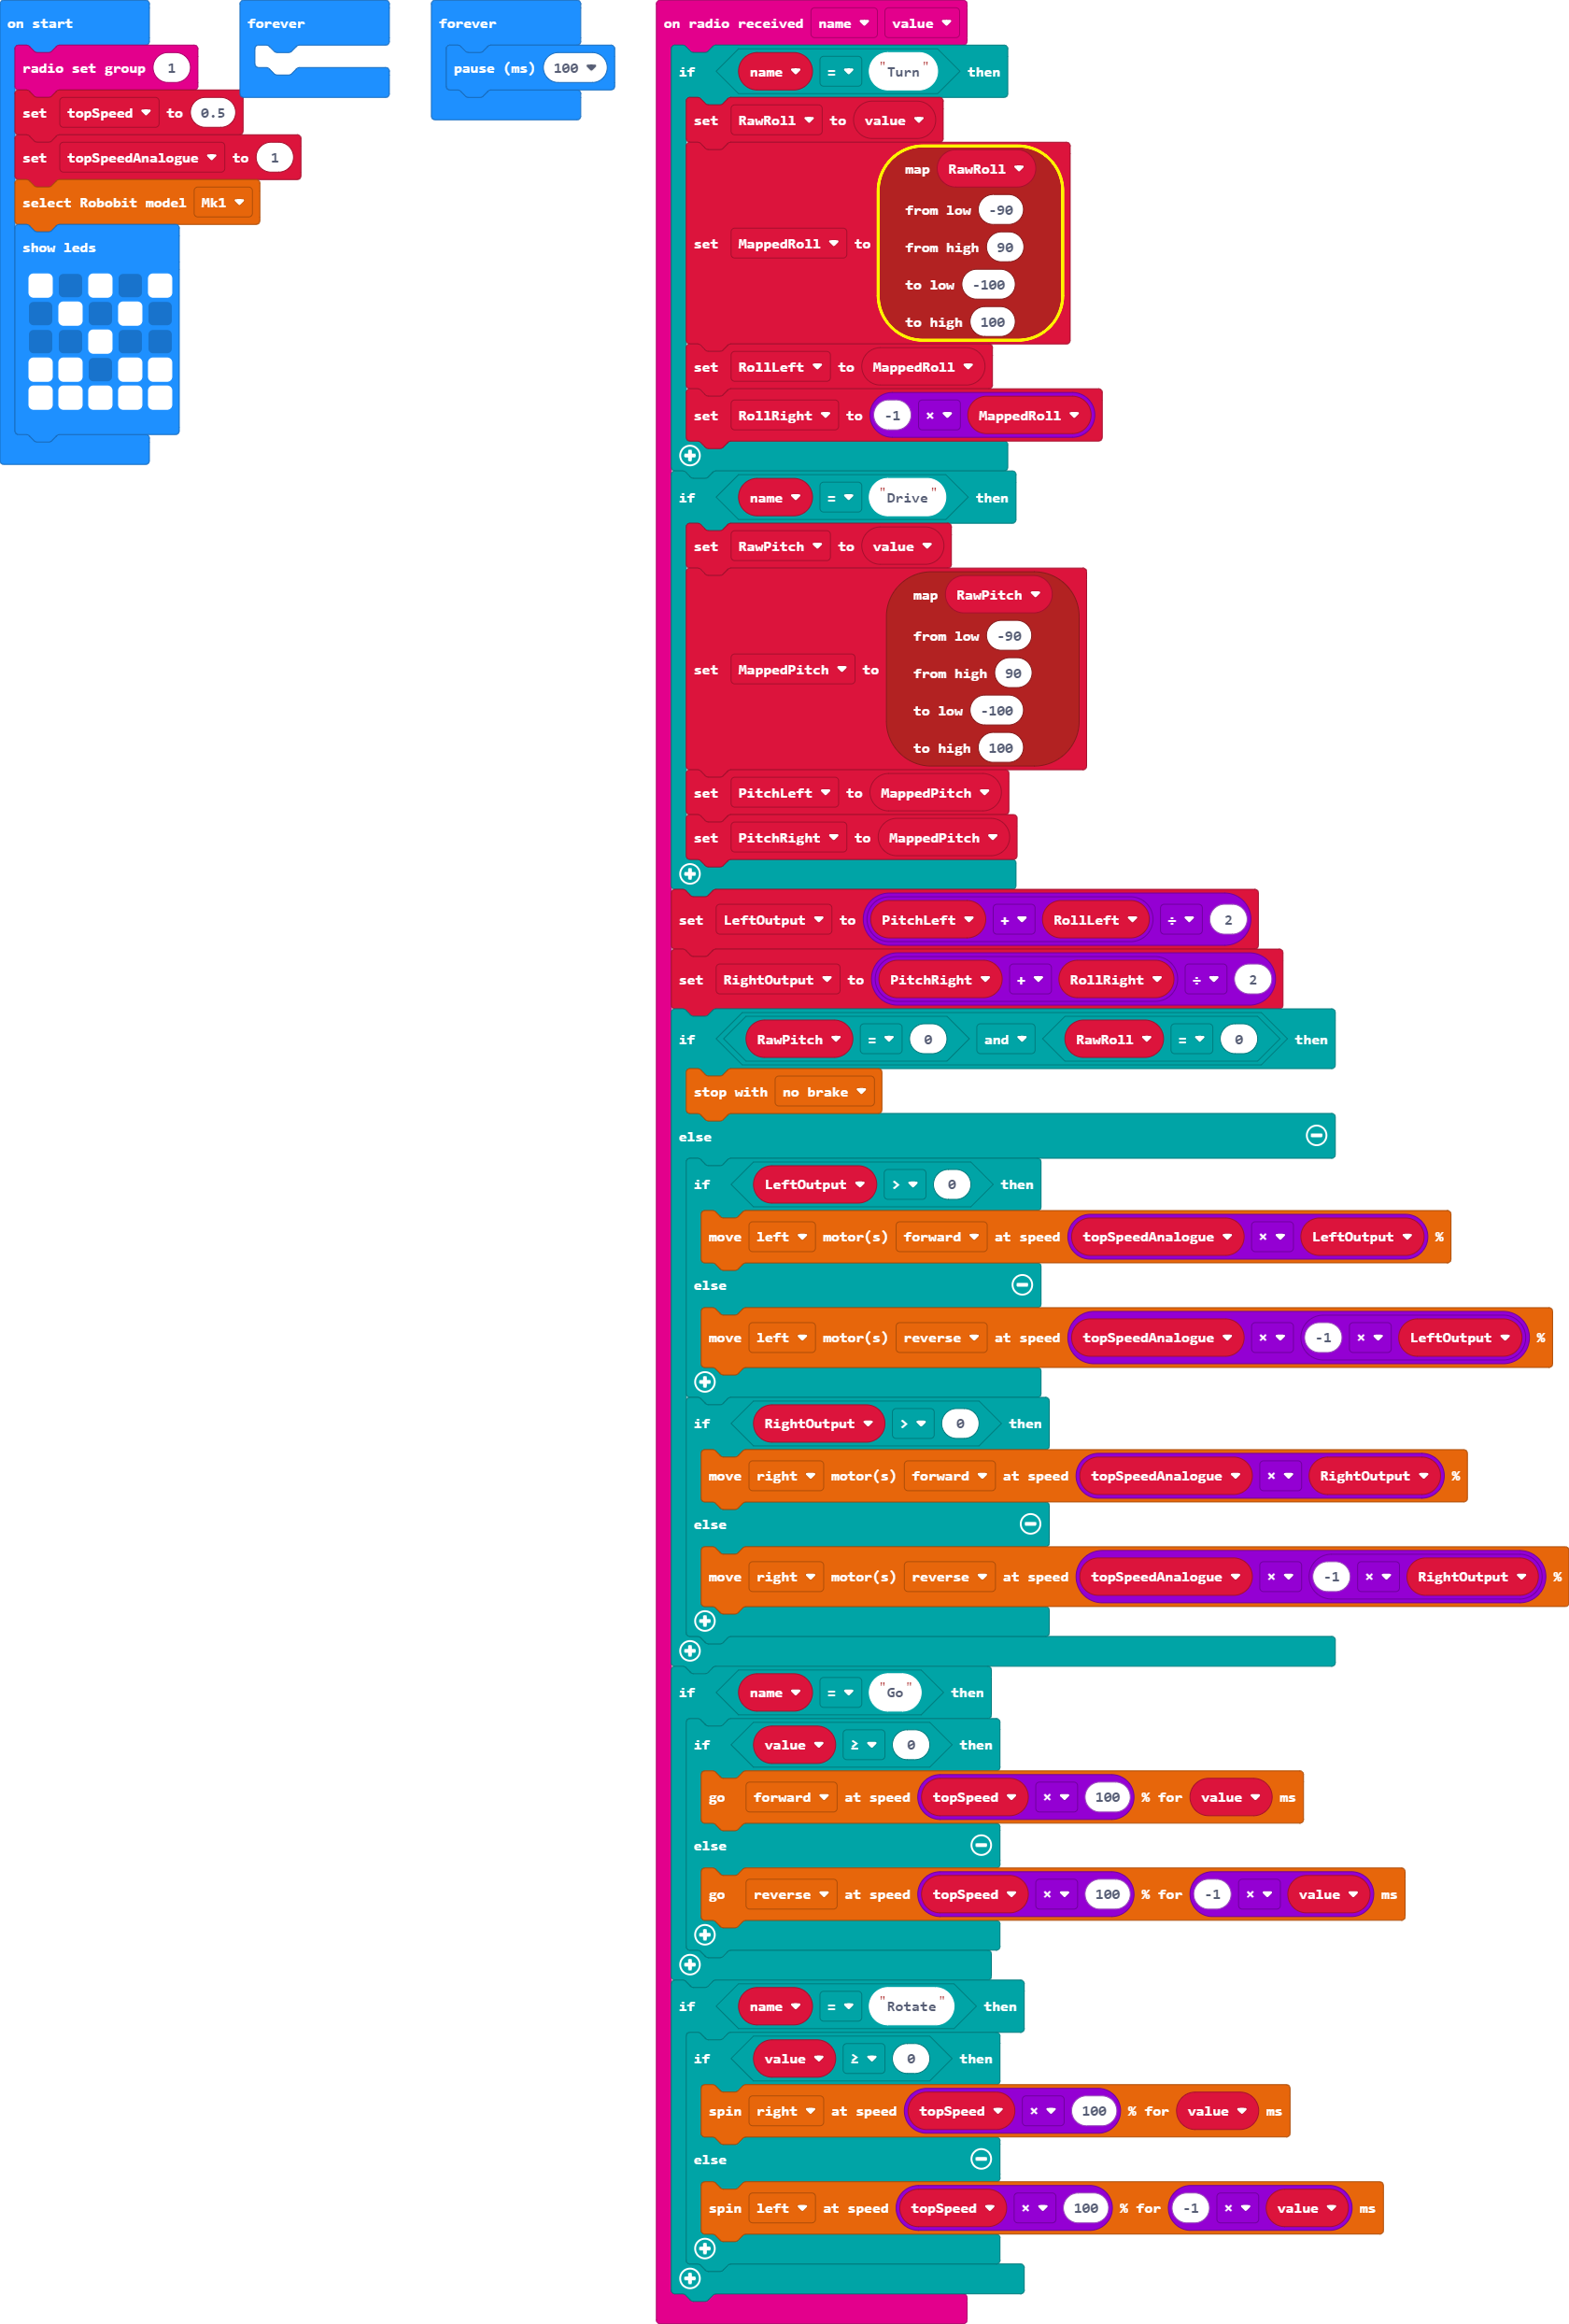 on start
radio set group 1
set topSpeed to 0.5
set topSpeedAnalogue to 1
select Robobit model Mk1
show leds
forever
forever
pause (ms) 100
on radio received name value
if name = "Turn" then
set RawRoll to value
set MappedRoll to map RawRoll
from low -90
from high 90
to low -100
to high 100
set RollLeft to MappedRoll
set RollRight to -1 × MappedRoll
if name = "Drive" then
set RawPitch to value
set MappedPitch to map RawPitch
from low -90
from high 90
to low -100
to high 100
set PitchLeft to MappedPitch
set PitchRight to MappedPitch
set LeftOutput to PitchLeft + RollLeft ÷ 2
set RightOutput to PitchRight + RollRight ÷ 2
if RawPitch = 0 and RawRoll = 0 then
stop with no brake
else
if LeftOutput > 0 then
move left motor(s) forward at speed topSpeedAnalogue × LeftOutput %
else
move left motor(s) reverse at speed topSpeedAnalogue × -1 × LeftOutput %
if RightOutput > 0 then
move right motor(s) forward at speed topSpeedAnalogue × RightOutput %
else
move right motor(s) reverse at speed topSpeedAnalogue × -1 × RightOutput %
if name = "Go" then
if value ≥ 0 then
go forward at speed topSpeed × 100 % for value ms
else
go reverse at speed topSpeed × 100 % for -1 × value ms
if name = "Rotate" then
if value ≥ 0 then
spin right at speed topSpeed × 100 % for value ms
else
spin left at speed topSpeed × 100 % for -1 × value ms